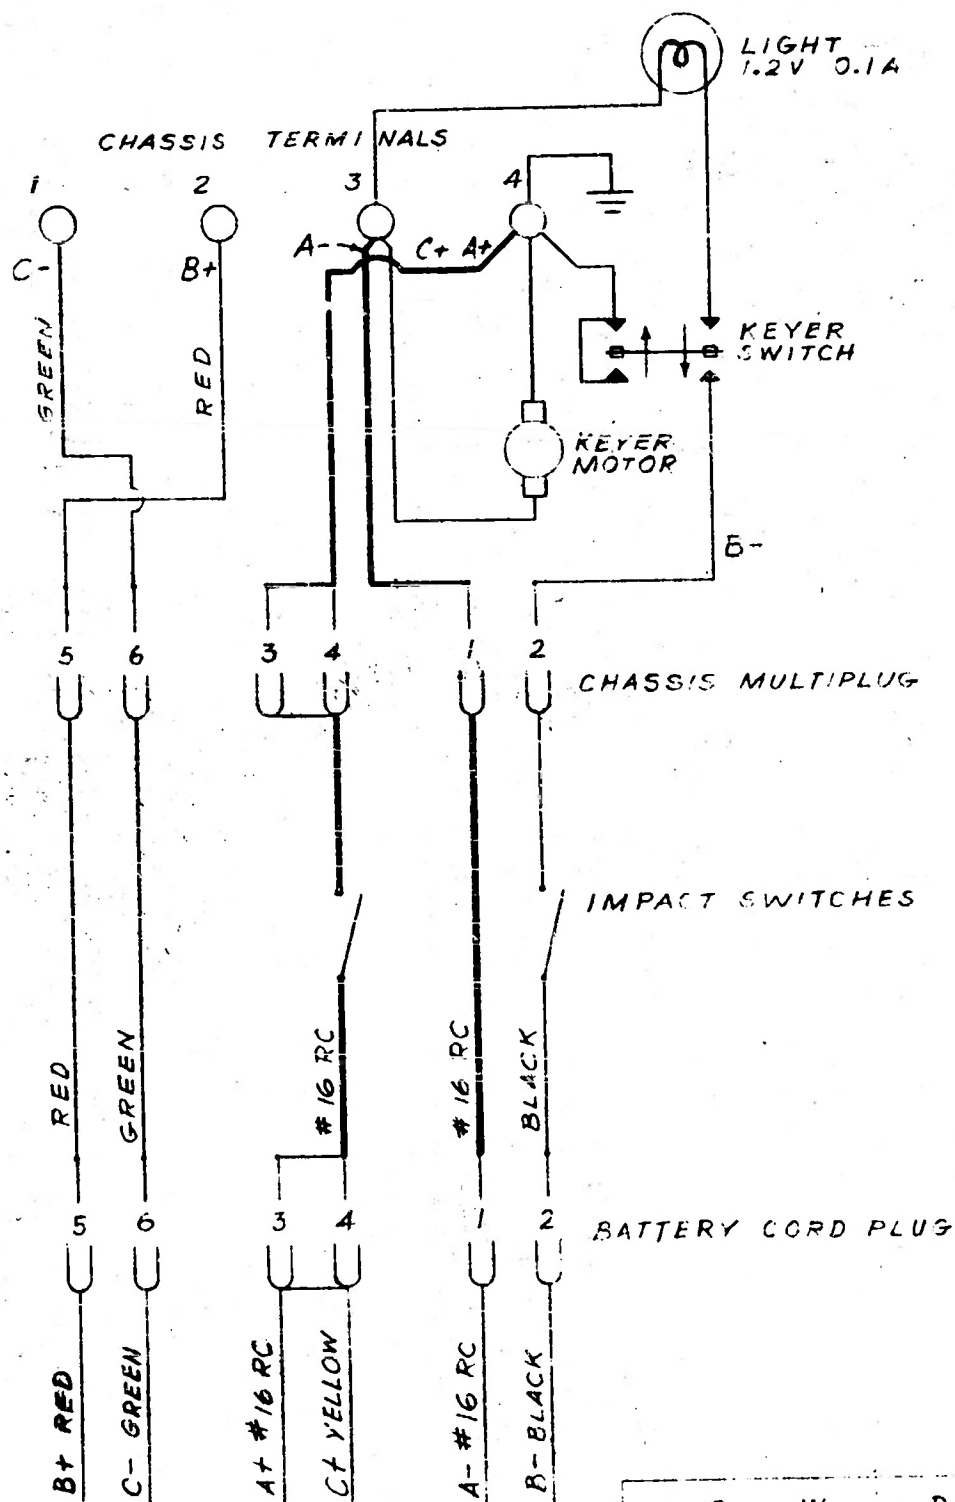 LIGHT
1.2V 0.1A
CHASSIS TERMINALS
1
2
3
4
A-
C+ A+
C-
B+
GREEN
RED
KEYER
SWITCH
KEYER
MOTOR
B-
5
6
3
4
1
2
CHASSIS MULTIPLUG
IMPACT SWITCHES
RED
GREEN
#16 RC
#16 RC
BLACK
5
6
3
4
1
2
BATTERY CORD PLUG
B+ RED
C- GREEN
A+ #16 RC
C+ YELLOW
A- #16 RC
B- BLACK